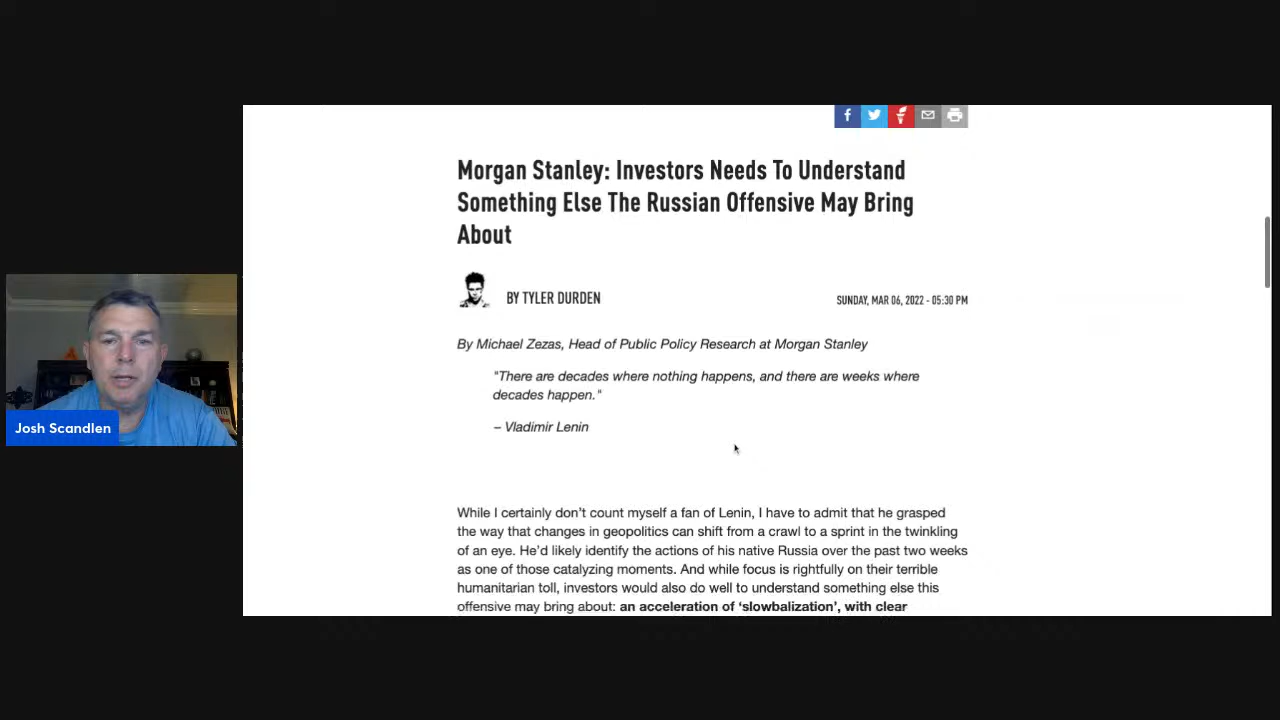 Morgan Stanley: Investors Needs To Understand
Something Else The Russian Offensive May Bring
About
BY TYLER DURDEN
SUNDAY, MAR 06, 2022 - 05:30 PM
By Michael Zezas, Head of Public Policy Research at Morgan Stanley
"There are decades where nothing happens, and there are weeks where
decades happen."
– Vladimir Lenin
Josh Scandlen
While I certainly don’t count myself a fan of Lenin, I have to admit that he grasped
the way that changes in geopolitics can shift from a crawl to a sprint in the twinkling
of an eye. He’d likely identify the actions of his native Russia over the past two weeks
as one of those catalyzing moments. And while focus is rightfully on their terrible
humanitarian toll, investors would also do well to understand something else this
offensive may bring about: an acceleration of ‘slowbalization’, with clear